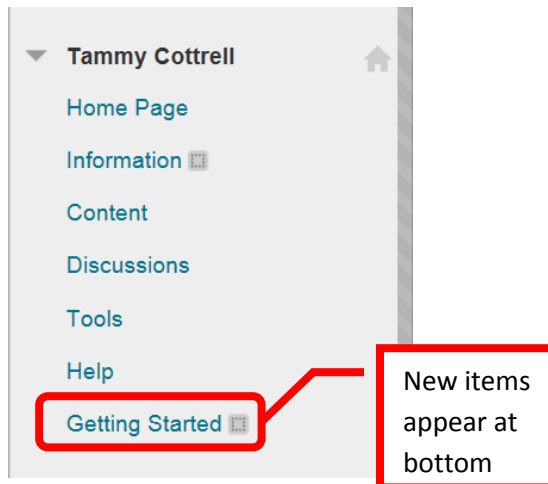 Tammy Cottrell
Home Page
Information
Content
Discussions
Tools
Help
Getting Started
New items
appear at
bottom